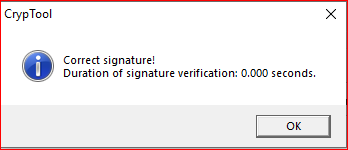 CrypTool
Correct signature!
Duration of signature verification: 0.000 seconds.
OK